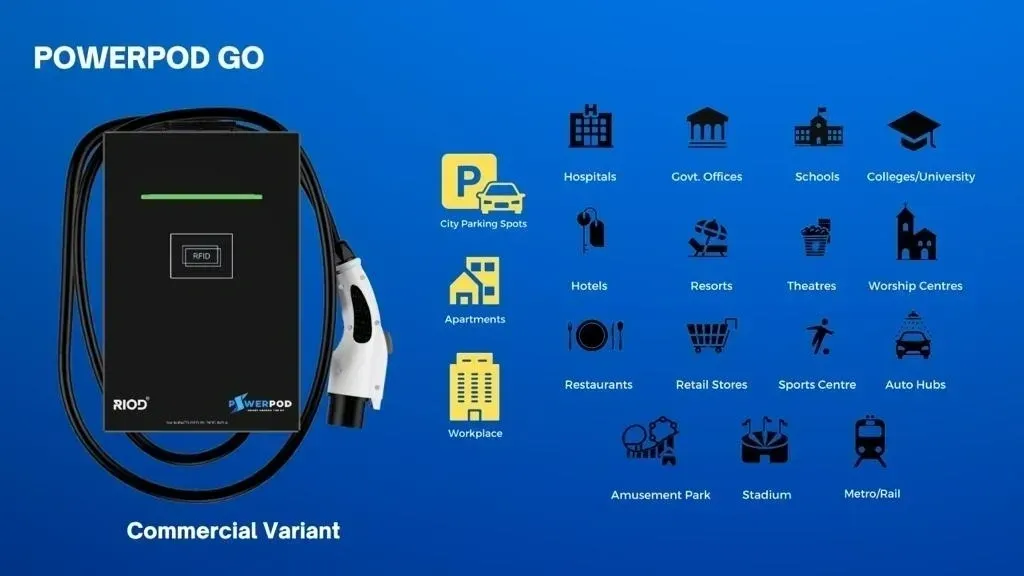 POWERPOD GO
RFID
RIOD
POWERPOD
Commercial Variant
P
City Parking Spots
Apartments
Workplace
H
Hospitals
Govt. Offices
Schools
Colleges/University
Hotels
Resorts
Theatres
Worship Centres
Restaurants
Retail Stores
Sports Centre
Auto Hubs
Amusement Park
Stadium
Metro/Rail